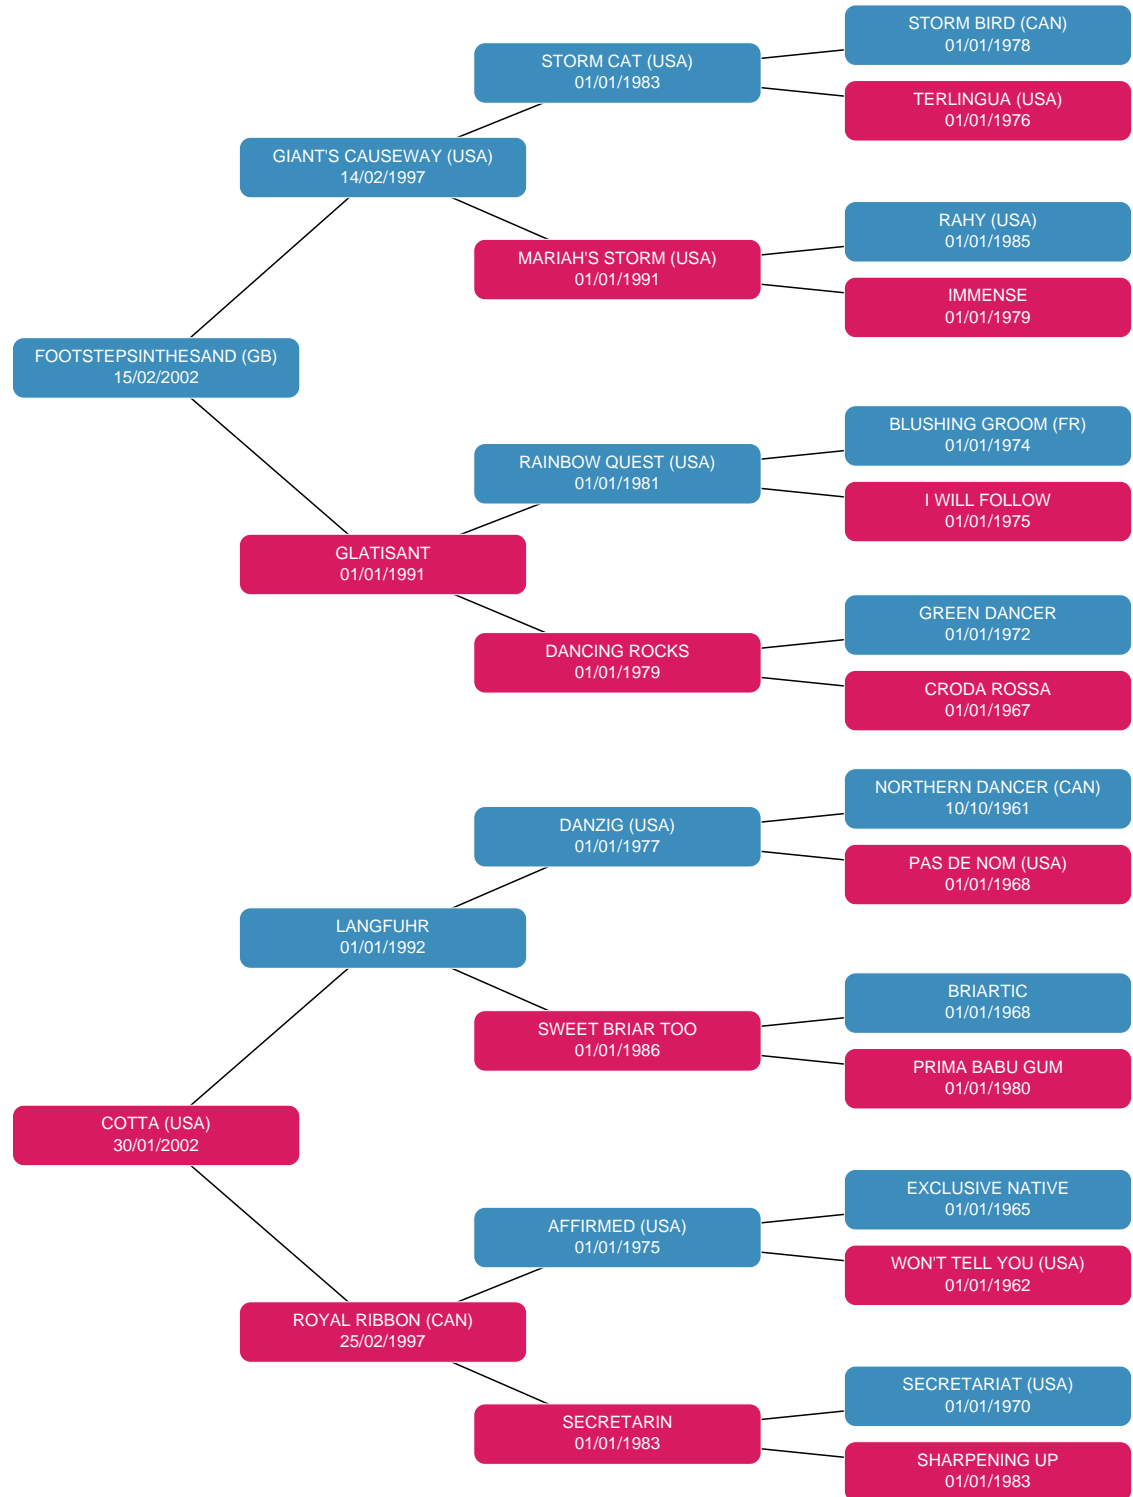 STORM BIRD (CAN)
01/01/1978
STORM CAT (USA)
01/01/1983
TERLINGUA (USA)
01/01/1976
GIANT'S CAUSEWAY (USA)
14/02/1997
RAHY (USA)
01/01/1985
MARIAH'S STORM (USA)
01/01/1991
IMMENSE
01/01/1979
FOOTSTEPSINTHESAND (GB)
15/02/2002
BLUSHING GROOM (FR)
01/01/1974
RAINBOW QUEST (USA)
01/01/1981
I WILL FOLLOW
01/01/1975
GLATISANT
01/01/1991
GREEN DANCER
01/01/1972
DANCING ROCKS
01/01/1979
CRODA ROSSA
01/01/1967
NORTHERN DANCER (CAN)
10/10/1961
DANZIG (USA)
01/01/1977
PAS DE NOM (USA)
01/01/1968
LANGFUHR
01/01/1992
BRIARTIC
01/01/1968
SWEET BRIAR TOO
01/01/1986
PRIMA BABU GUM
01/01/1980
COTTA (USA)
30/01/2002
EXCLUSIVE NATIVE
01/01/1965
AFFIRMED (USA)
01/01/1975
WON'T TELL YOU (USA)
01/01/1962
ROYAL RIBBON (CAN)
25/02/1997
SECRETARIAT (USA)
01/01/1970
SECRETARIN
01/01/1983
SHARPENING UP
01/01/1983